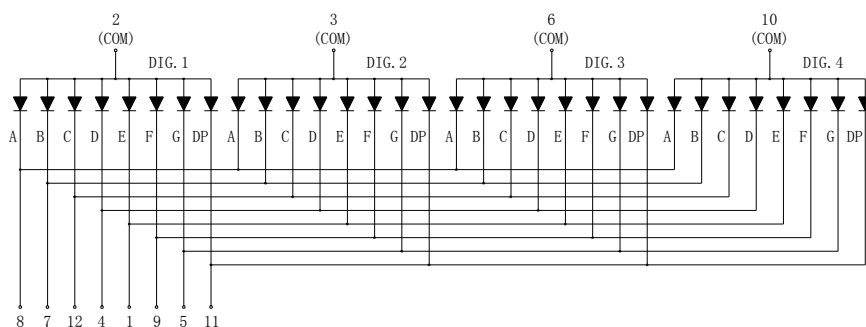 2 3 6 10
(COM) (COM) (COM) (COM)
DIG.1 DIG.2 DIG.3 DIG.4
A B C D E F G DP A B C D E F G DP A B C D E F G DP A B C D E F G DP
8 7 12 4 1 9 5 11